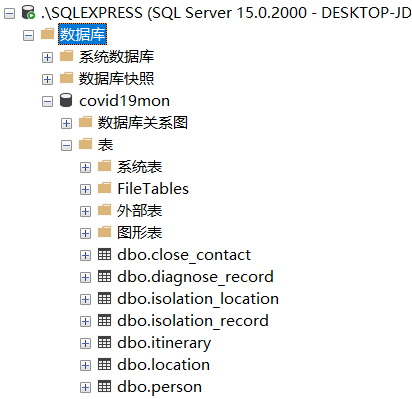 .\SQLEXPRESS (SQL Server 15.0.2000 - DESKTOP-JD
数据库
系统数据库
数据库快照
covid19mon
数据库关系图
表
系统表
FileTables
外部表
图形表
dbo.close_contact
dbo.diagnose_record
dbo.isolation_location
dbo.isolation_record
dbo.itinerary
dbo.location
dbo.person